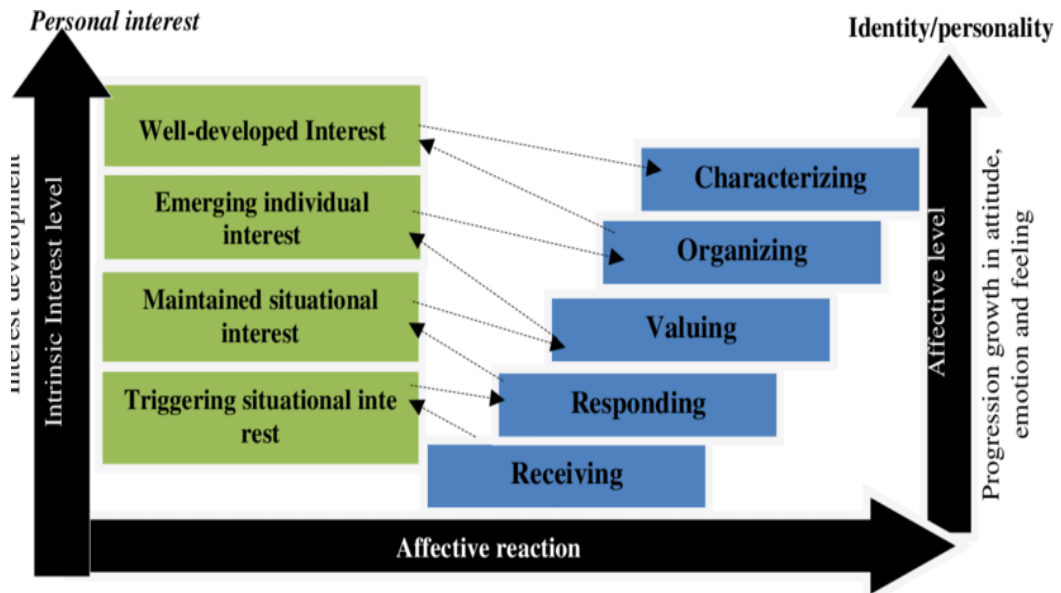 Personal interest
Identity/personality
Well-developed Interest
Emerging individual
interest
Maintained situational
interest
Triggering situational inte
rest
Characterizing
Organizing
Valuing
Responding
Receiving
Interest development
Intrinsic Interest level
Affective level
Progression growth in attitude,
emotion and feeling
Affective reaction